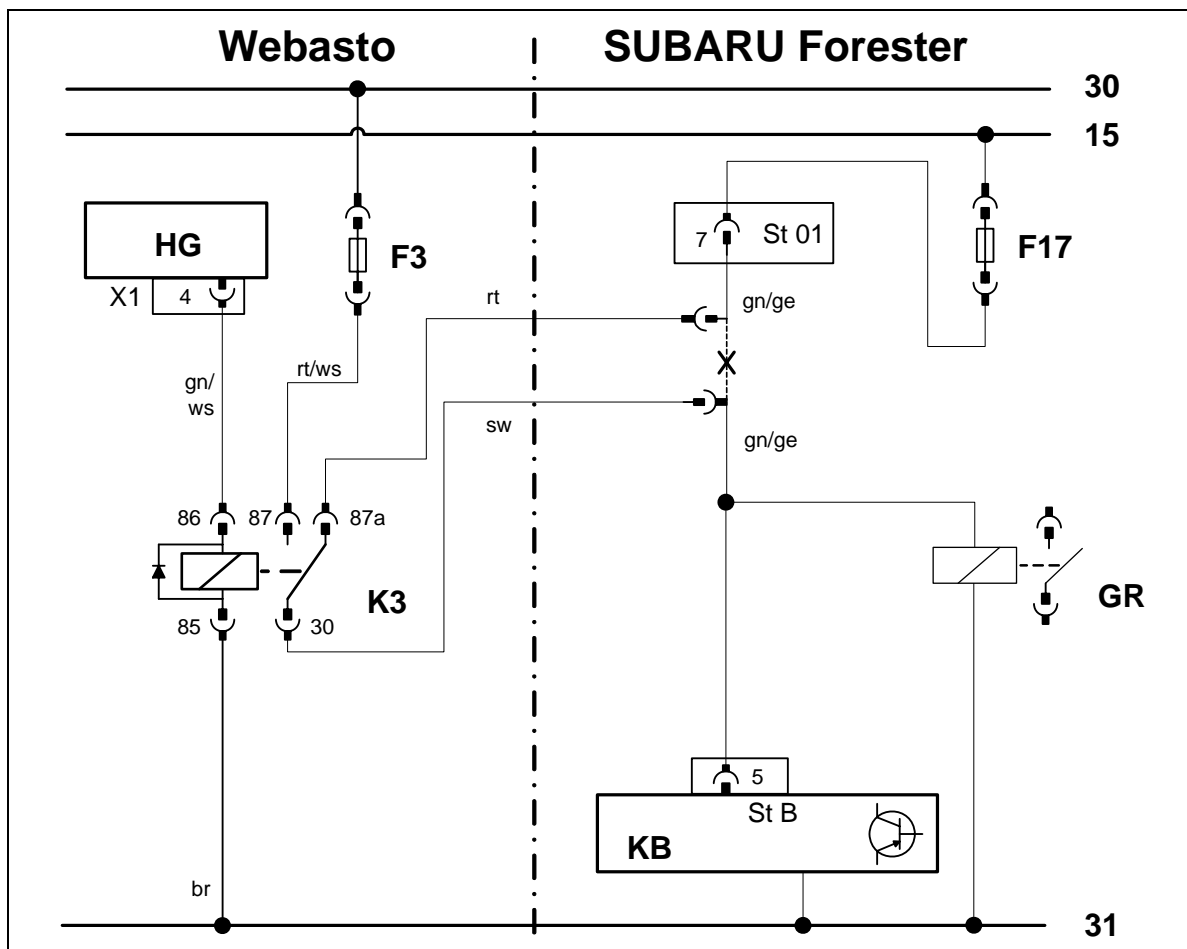 Webasto
SUBARU Forester
30
15
HG
F3
7
St 01
F17
X1
4
rt
gn/ge
gn/
ws
rt/ws
sw
gn/ge
86
87
87a
K3
GR
85
30
5
St B
KB
br
31